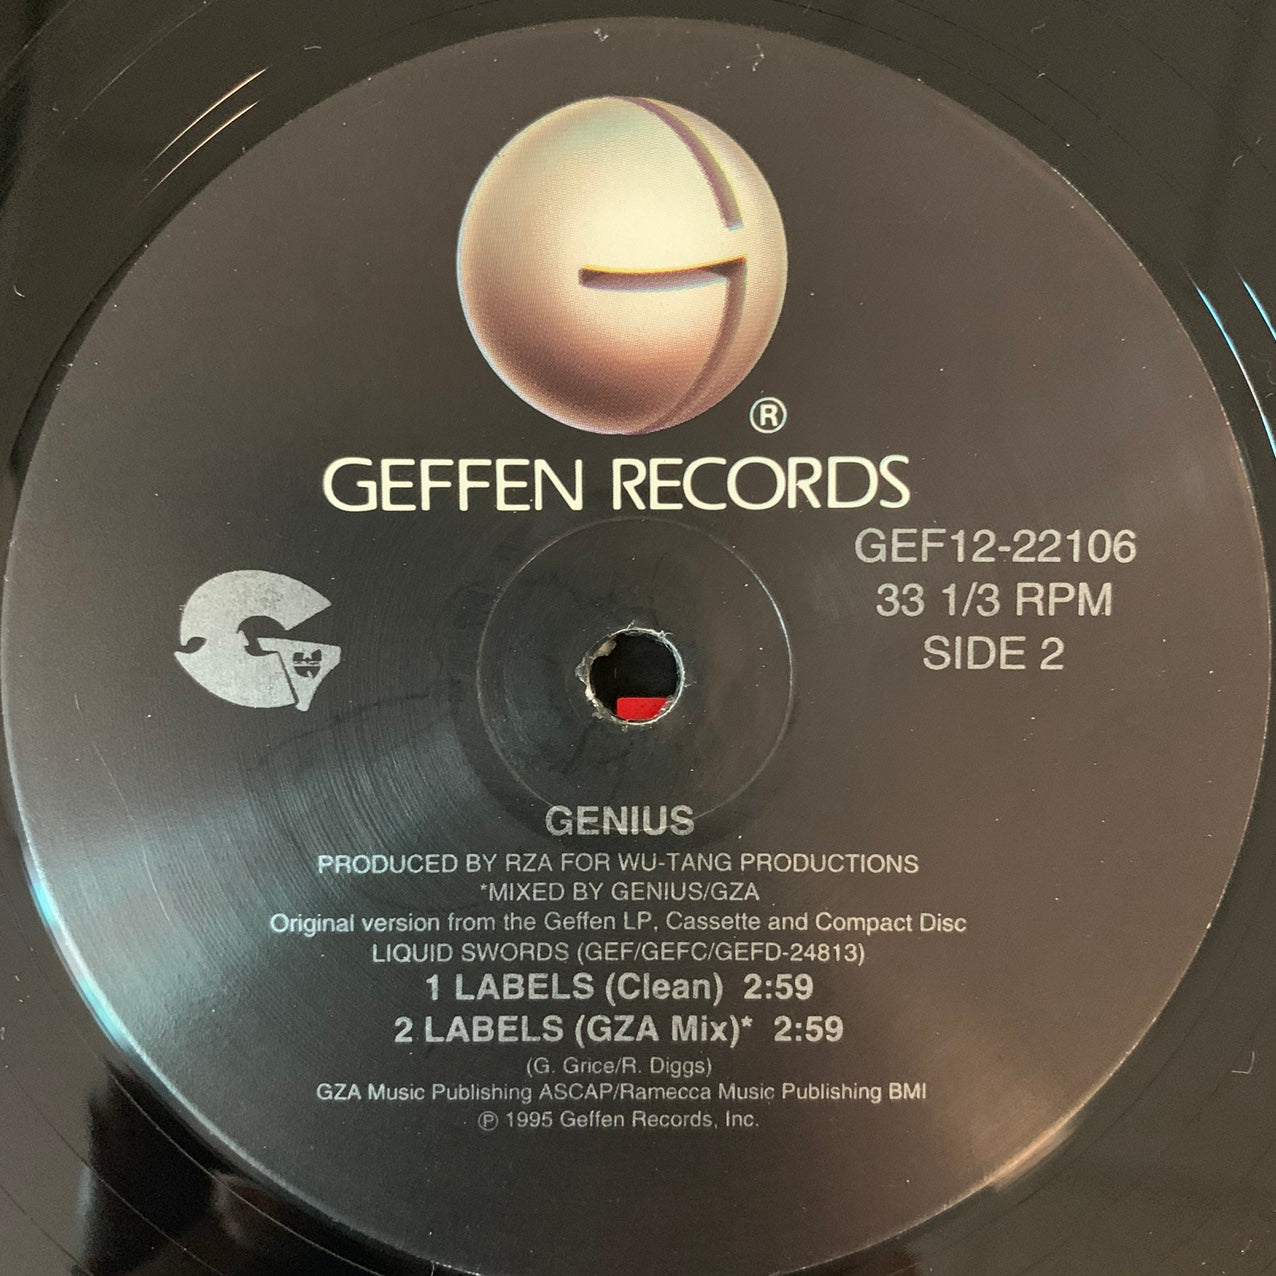 ®
GEFFEN RECORDS
GEF12-22106
33 1/3 RPM
SIDE 2
GENIUS
PRODUCED BY RZA FOR WU-TANG PRODUCTIONS
*MIXED BY GENIUS/GZA
Original version from the Geffen LP, Cassette and Compact Disc
LIQUID SWORDS (GEF/GEFC/GEFD-24813)
1 LABELS (Clean) 2:59
2 LABELS (GZA Mix)* 2:59
(G. Grice/R. Diggs)
GZA Music Publishing ASCAP/Ramecca Music Publishing BMI
℗ 1995 Geffen Records, Inc.